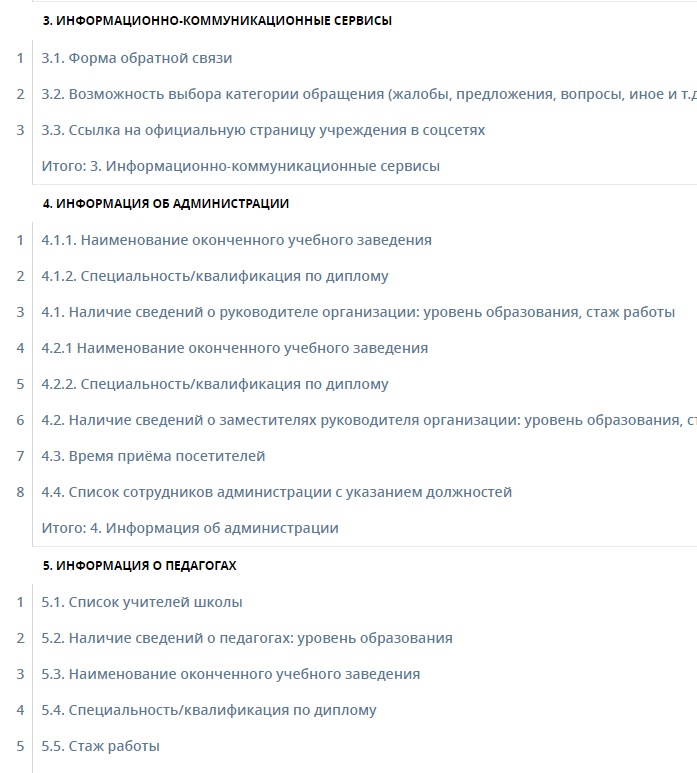 3. ИНФОРМАЦИОННО-КОММУНИКАЦИОННЫЕ СЕРВИСЫ
1 3.1. Форма обратной связи
2 3.2. Возможность выбора категории обращения (жалобы, предложения, вопросы, иное и т.д
3 3.3. Ссылка на официальную страницу учреждения в соцсетях
Итого: 3. Информационно-коммуникационные сервисы
4. ИНФОРМАЦИЯ ОБ АДМИНИСТРАЦИИ
1 4.1.1. Наименование оконченного учебного заведения
2 4.1.2. Специальность/квалификация по диплому
3 4.1. Наличие сведений о руководителе организации: уровень образования, стаж работы
4 4.2.1 Наименование оконченного учебного заведения
5 4.2.2. Специальность/квалификация по диплому
6 4.2. Наличие сведений о заместителях руководителя организации: уровень образования, ст
7 4.3. Время приёма посетителей
8 4.4. Список сотрудников администрации с указанием должностей
Итого: 4. Информация об администрации
5. ИНФОРМАЦИЯ О ПЕДАГОГАХ
1 5.1. Список учителей школы
2 5.2. Наличие сведений о педагогах: уровень образования
3 5.3. Наименование оконченного учебного заведения
4 5.4. Специальность/квалификация по диплому
5 5.5. Стаж работы